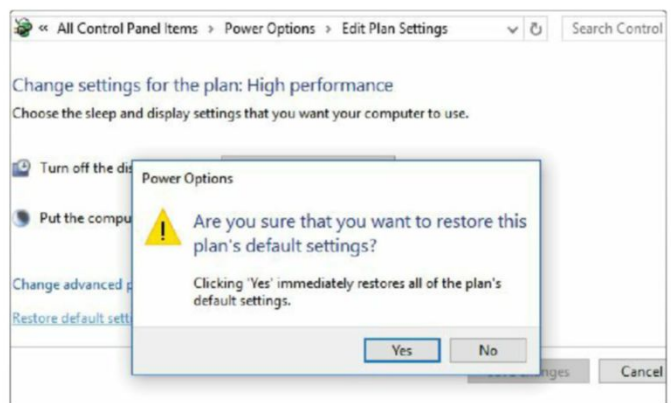 « All Control Panel Items > Power Options > Edit Plan Settings
Search Control
Change settings for the plan: High performance
Choose the sleep and display settings that you want your computer to use.
Turn off the
Put the
Change advanced
Restore default
Power Options
Are you sure that you want to restore this
plan's default settings?
Clicking 'Yes' immediately restores all of the plan's
default settings.
Yes
No
Cancel